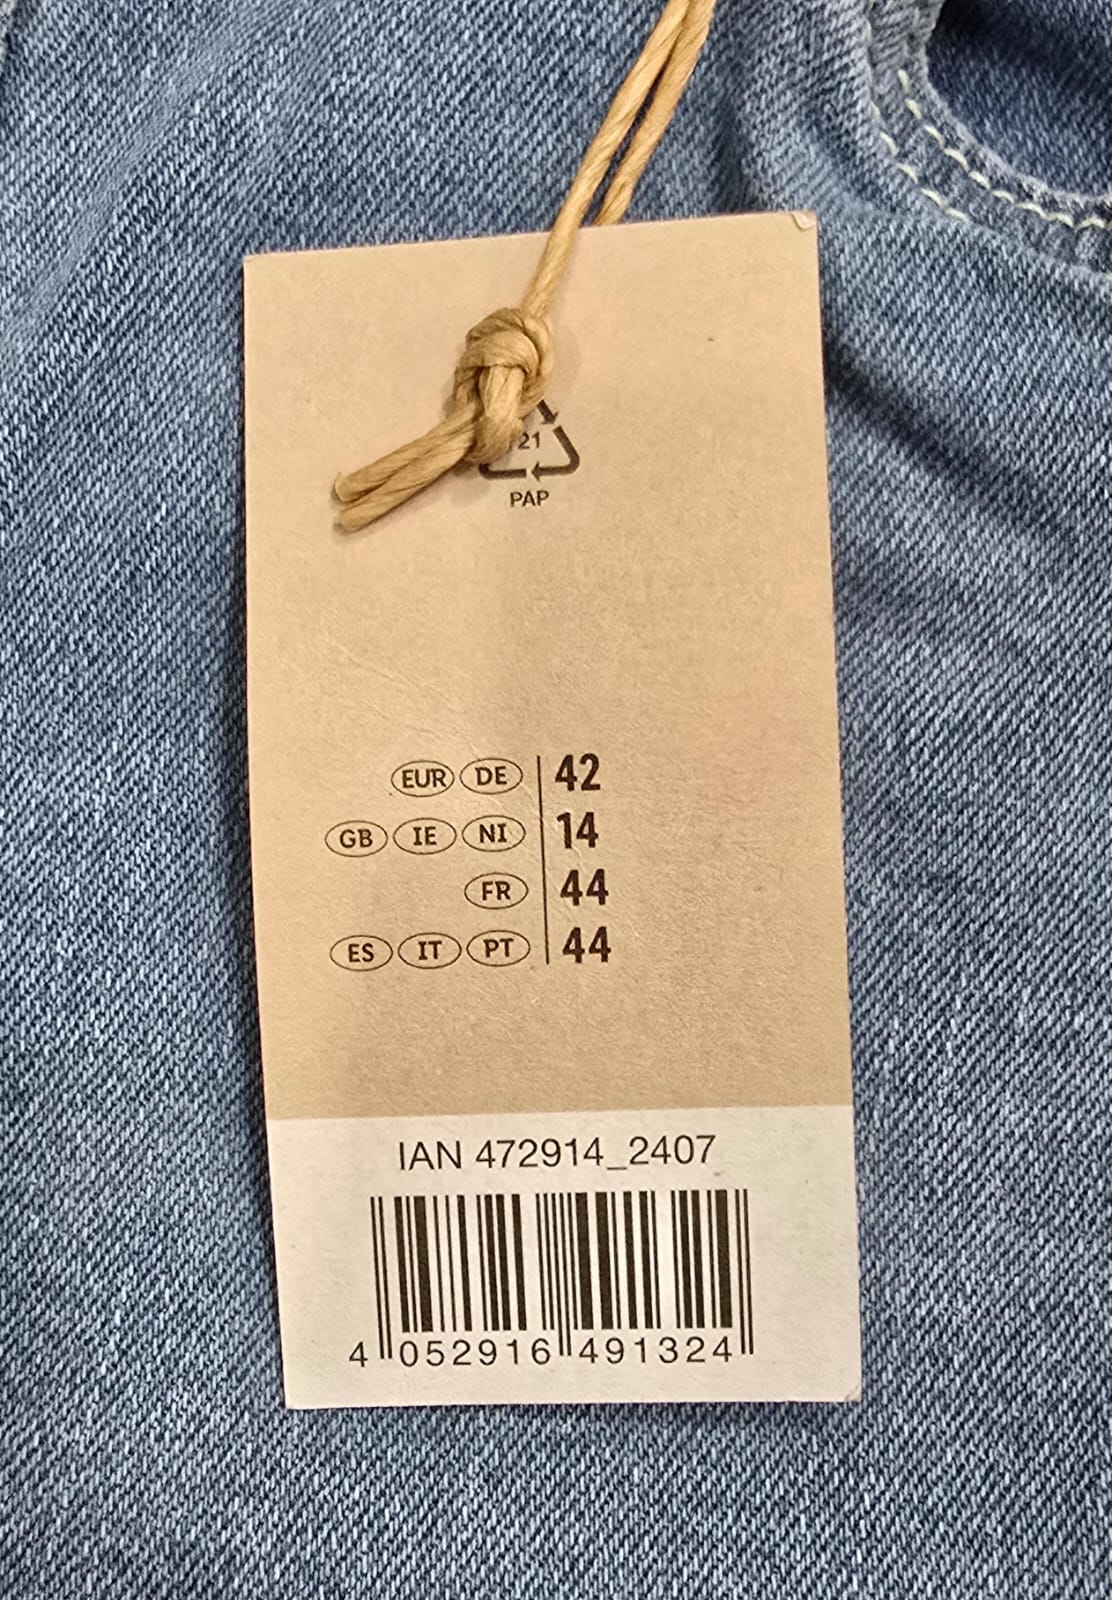 21
PAP
EUR DE 42
GB IE NI 14
FR 44
ES IT PT 44
IAN 472914_2407
4 052916 491324